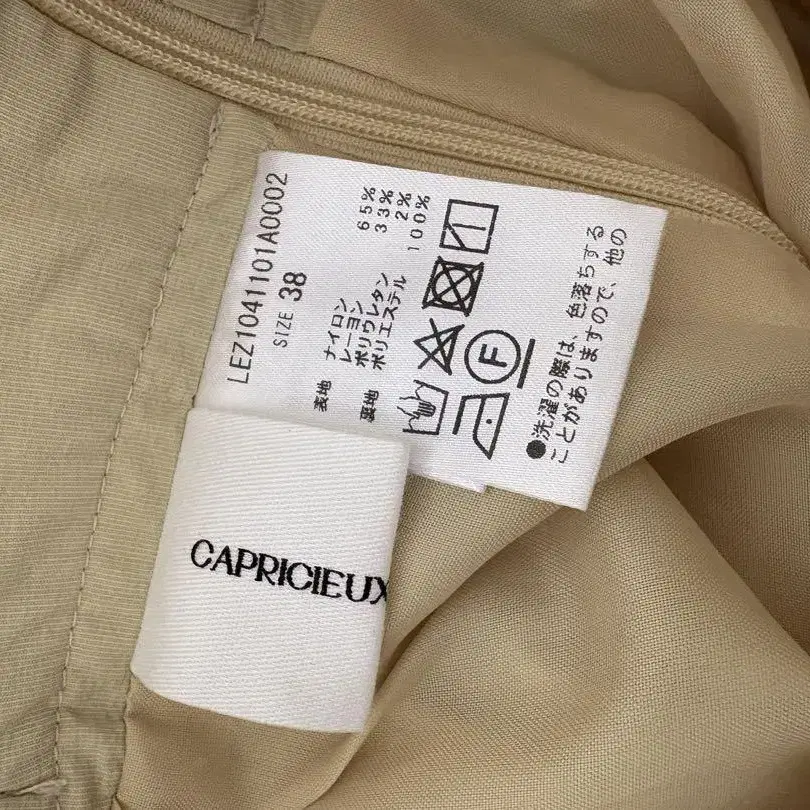 LEZ1041101A0002
SIZE 38
表地 ナイロン 65%
レーヨン 33%
ポリウレタン 2%
裏地 ポリエステル 100%
F
●洗濯の際は、色落ちする
ことがありますので、他の
CAPRICIEUX